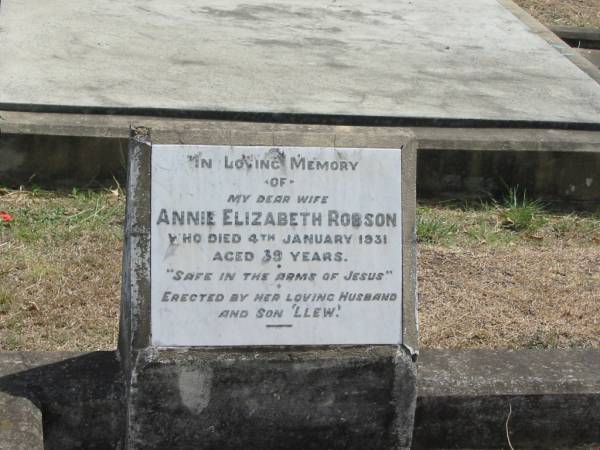 IN LOVING MEMORY
-OF-
MY DEAR WIFE
ANNIE ELIZABETH ROBSON
WHO DIED 4TH JANUARY 1931
AGED 39 YEARS.
"SAFE IN THE ARMS OF JESUS"
ERECTED BY HER LOVING HUSBAND
AND SON 'LLEW.'